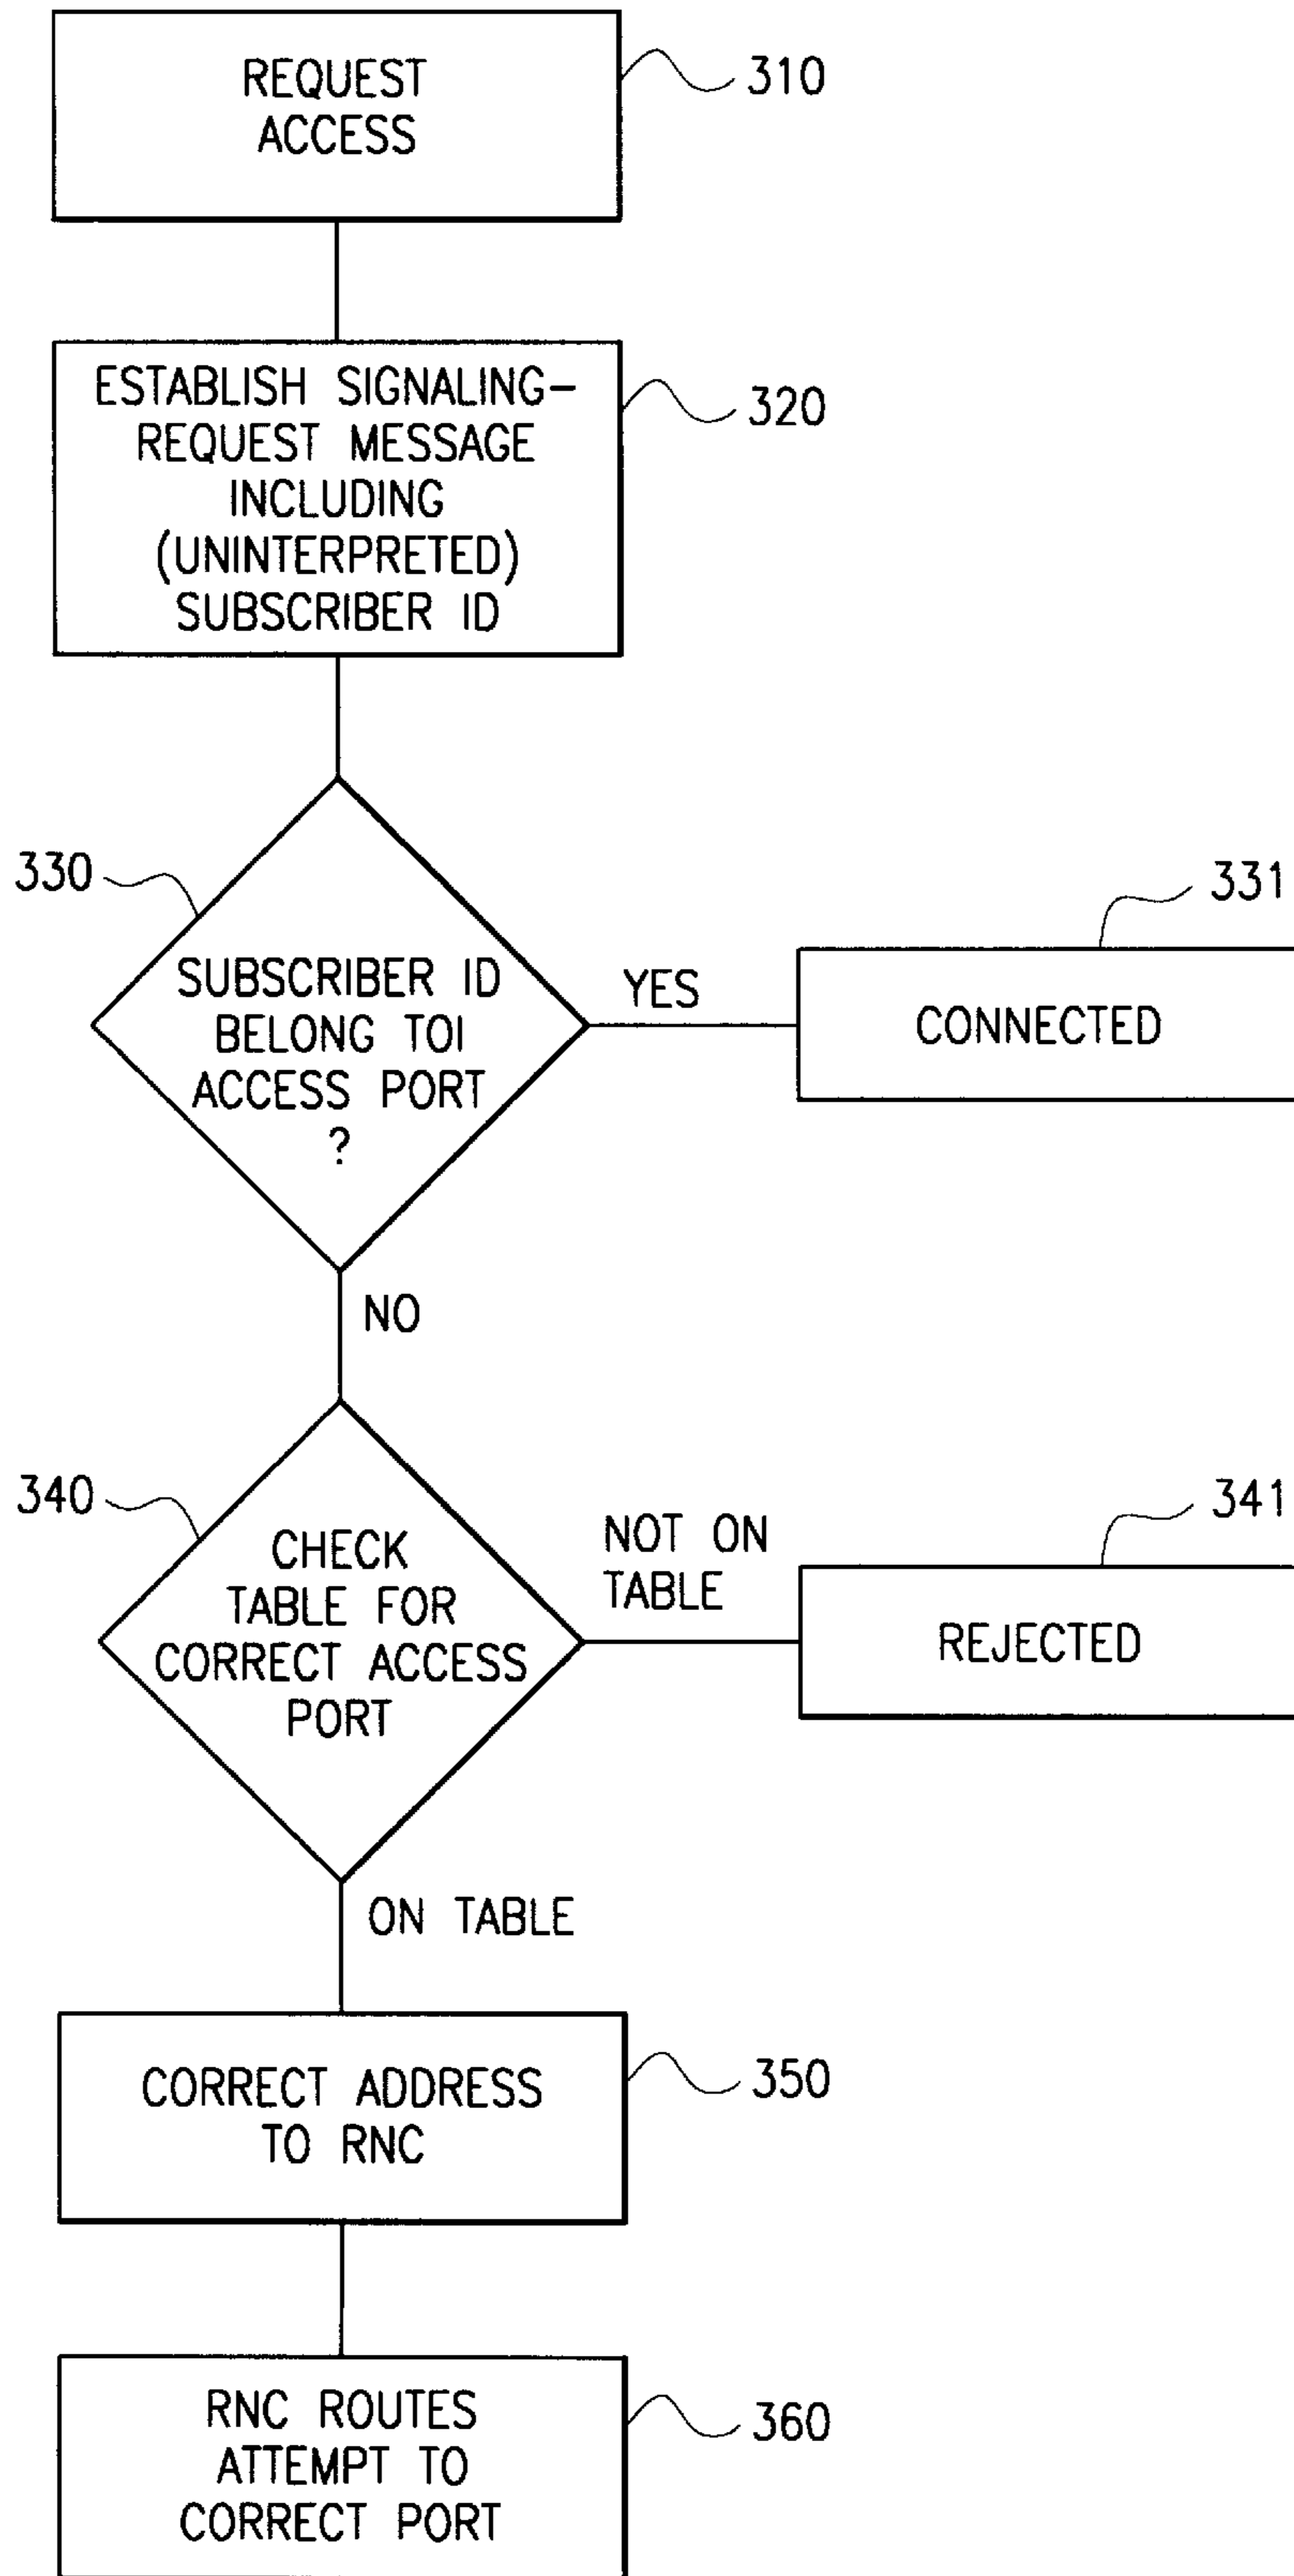 REQUEST
ACCESS
310
ESTABLISH SIGNALING-
REQUEST MESSAGE
INCLUDING
(UNINTERPRETED)
SUBSCRIBER ID
320
330
SUBSCRIBER ID
BELONG TOI
ACCESS PORT
?
YES
331
CONNECTED
NO
340
CHECK
TABLE FOR
CORRECT ACCESS
PORT
NOT ON
TABLE
341
REJECTED
ON TABLE
CORRECT ADDRESS
TO RNC
350
RNC ROUTES
ATTEMPT TO
CORRECT PORT
360